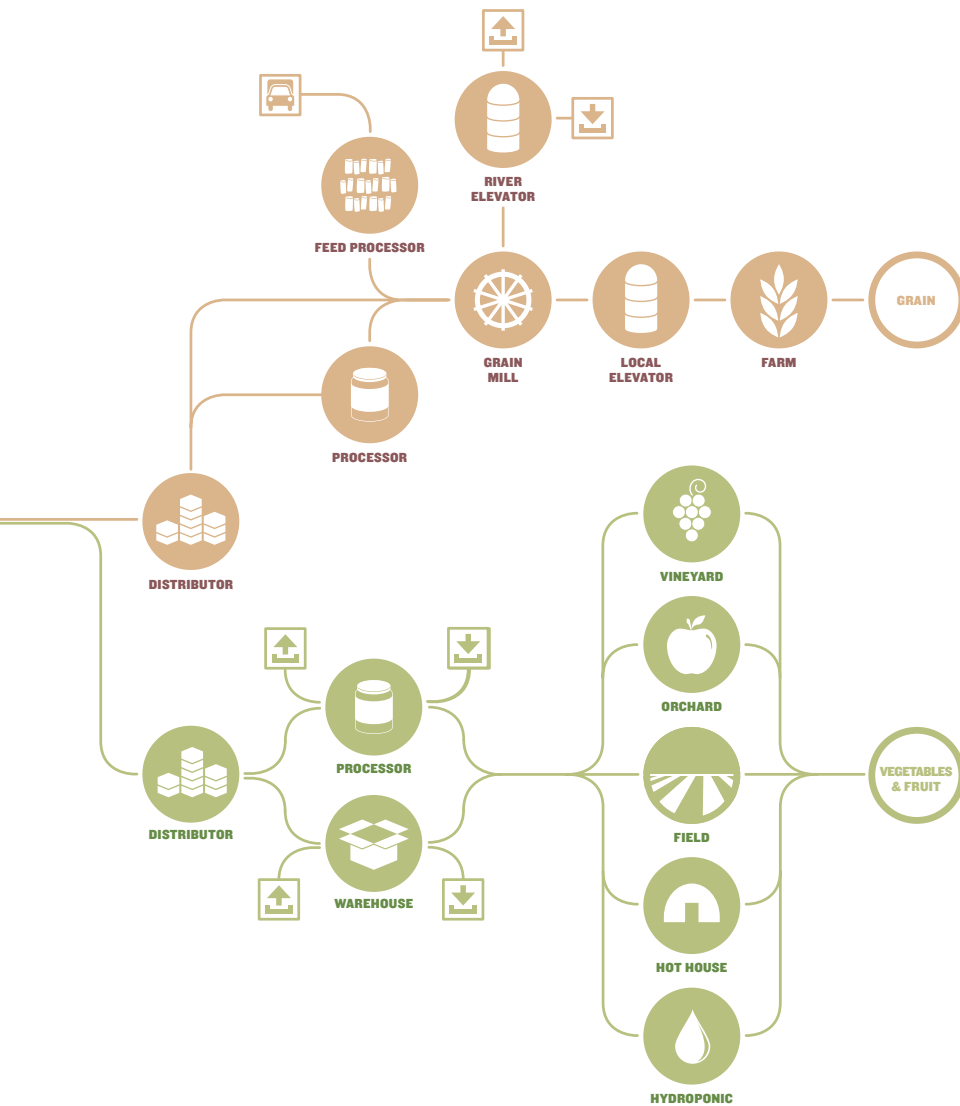 RIVER
ELEVATOR
FEED PROCESSOR
GRAIN
GRAIN
MILL
LOCAL
ELEVATOR
FARM
PROCESSOR
DISTRIBUTOR
VINEYARD
ORCHARD
PROCESSOR
VEGETABLES
& FRUIT
DISTRIBUTOR
FIELD
WAREHOUSE
HOT HOUSE
HYDROPONIC